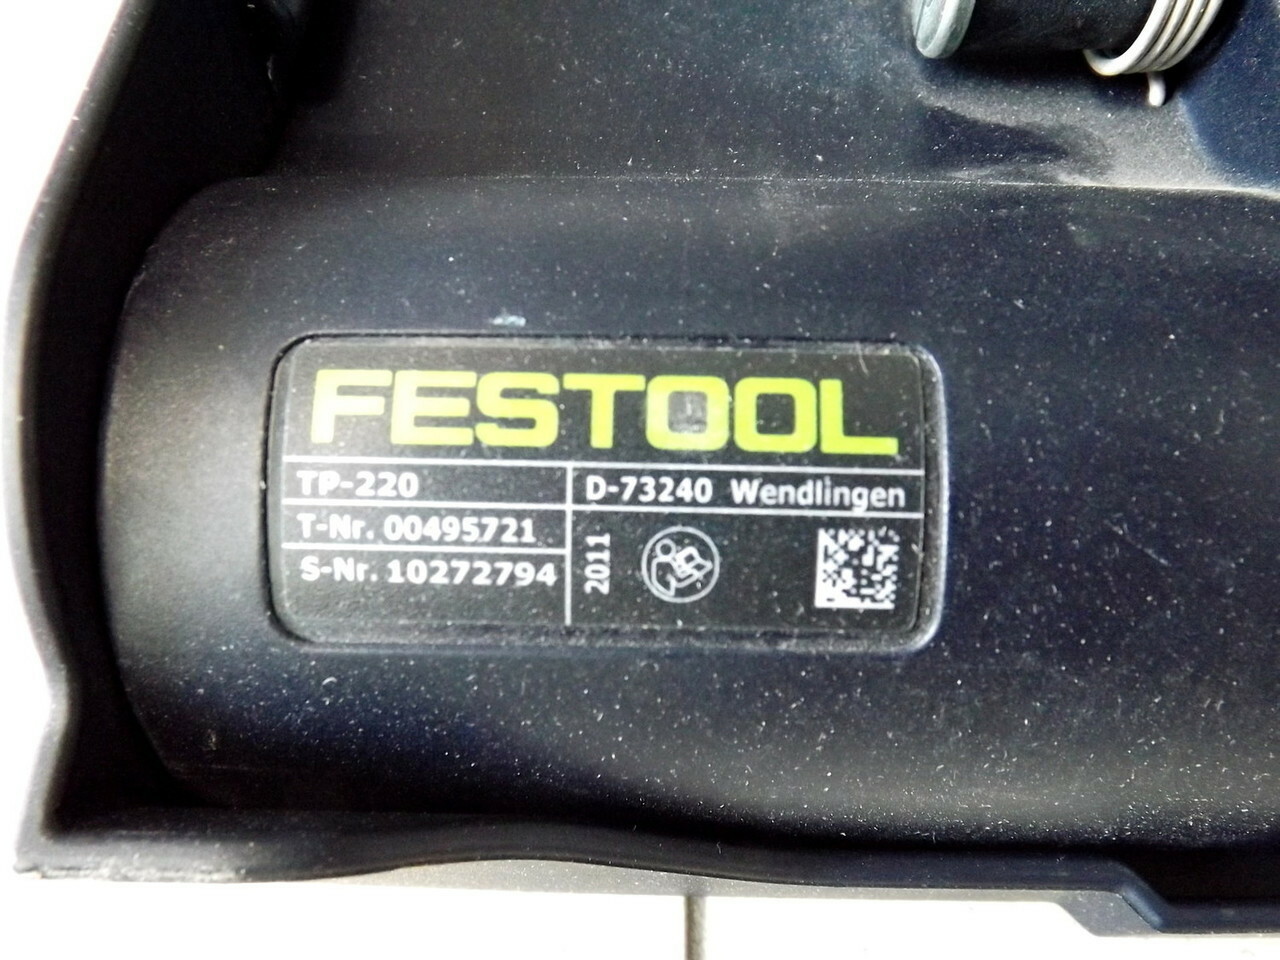 FESTOOL
TP-220
D-73240 Wendlingen
T-Nr. 00495721
S-Nr. 10272794
2011